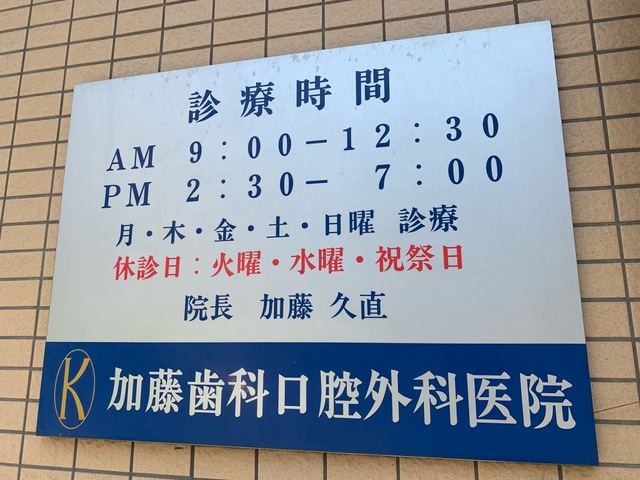 診療時間
AM 9:00-12:30
PM 2:30- 7:00
月・木・金・土・日曜 診療
休診日:火曜・水曜・祝祭日
院長 加藤 久直
K 加藤歯科口腔外科医院